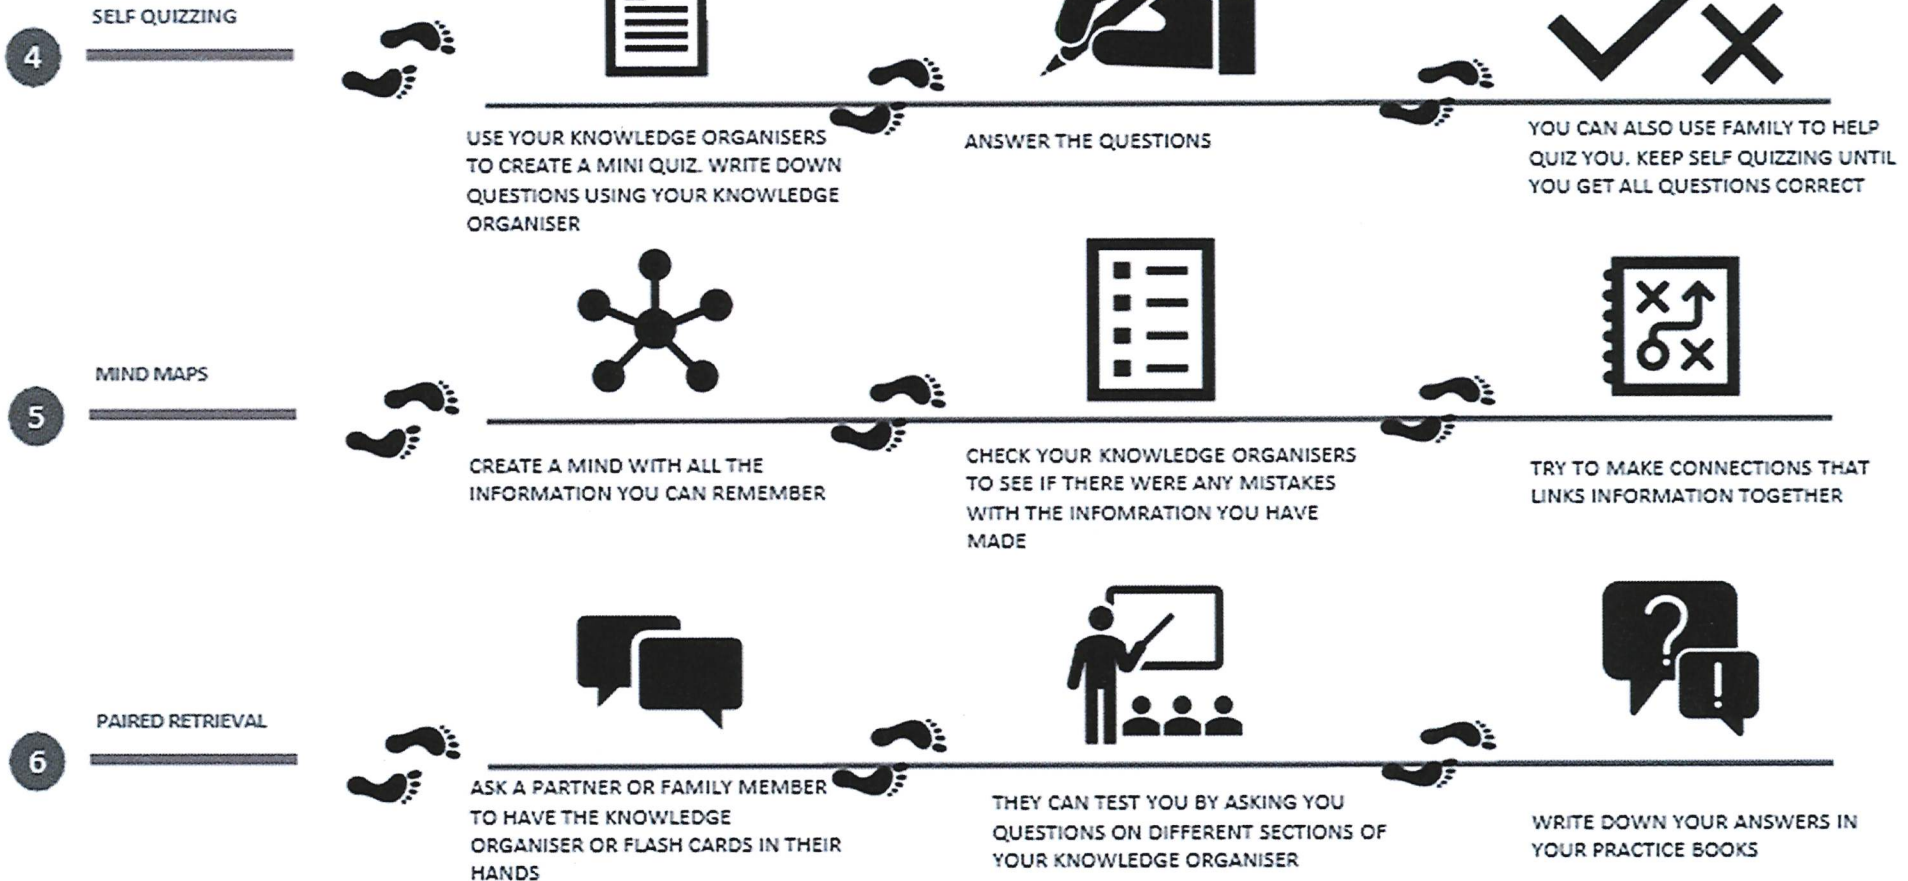 SELF QUIZZING
4
USE YOUR KNOWLEDGE ORGANISERS
TO CREATE A MINI QUIZ. WRITE DOWN
QUESTIONS USING YOUR KNOWLEDGE
ORGANISER
ANSWER THE QUESTIONS
YOU CAN ALSO USE FAMILY TO HELP
QUIZ YOU. KEEP SELF QUIZZING UNTIL
YOU GET ALL QUESTIONS CORRECT
MIND MAPS
5
CREATE A MIND WITH ALL THE
INFORMATION YOU CAN REMEMBER
CHECK YOUR KNOWLEDGE ORGANISERS
TO SEE IF THERE WERE ANY MISTAKES
WITH THE INFOMRATION YOU HAVE
MADE
TRY TO MAKE CONNECTIONS THAT
LINKS INFORMATION TOGETHER
PAIRED RETRIEVAL
6
ASK A PARTNER OR FAMILY MEMBER
TO HAVE THE KNOWLEDGE
ORGANISER OR FLASH CARDS IN THEIR
HANDS
THEY CAN TEST YOU BY ASKING YOU
QUESTIONS ON DIFFERENT SECTIONS OF
YOUR KNOWLEDGE ORGANISER
?
!
WRITE DOWN YOUR ANSWERS IN
YOUR PRACTICE BOOKS